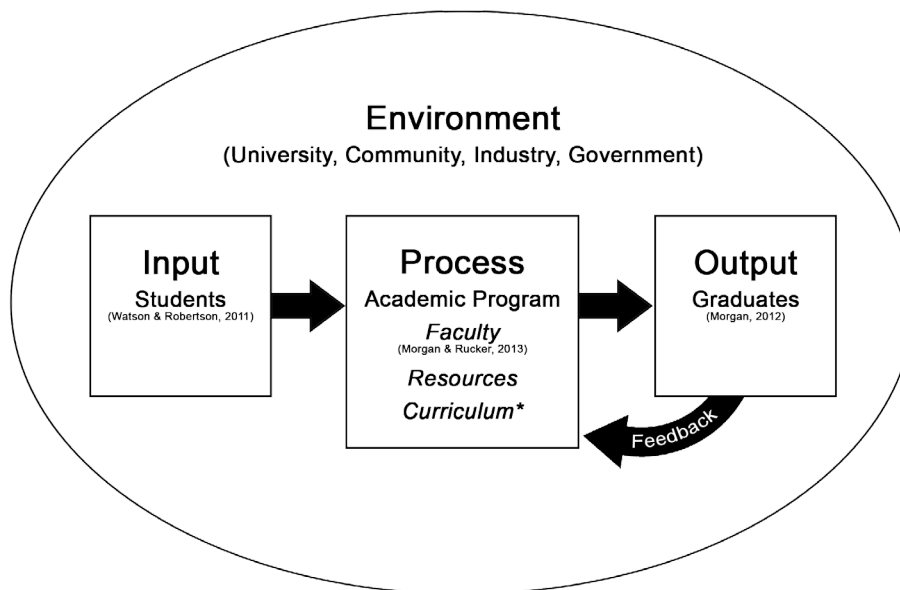 Environment
(University, Community, Industry, Government)
Input
Students
(Watson & Robertson, 2011)
Process
Academic Program
Faculty
(Morgan & Rucker, 2013)
Resources
Curriculum*
Output
Graduates
(Morgan, 2012)
Feedback